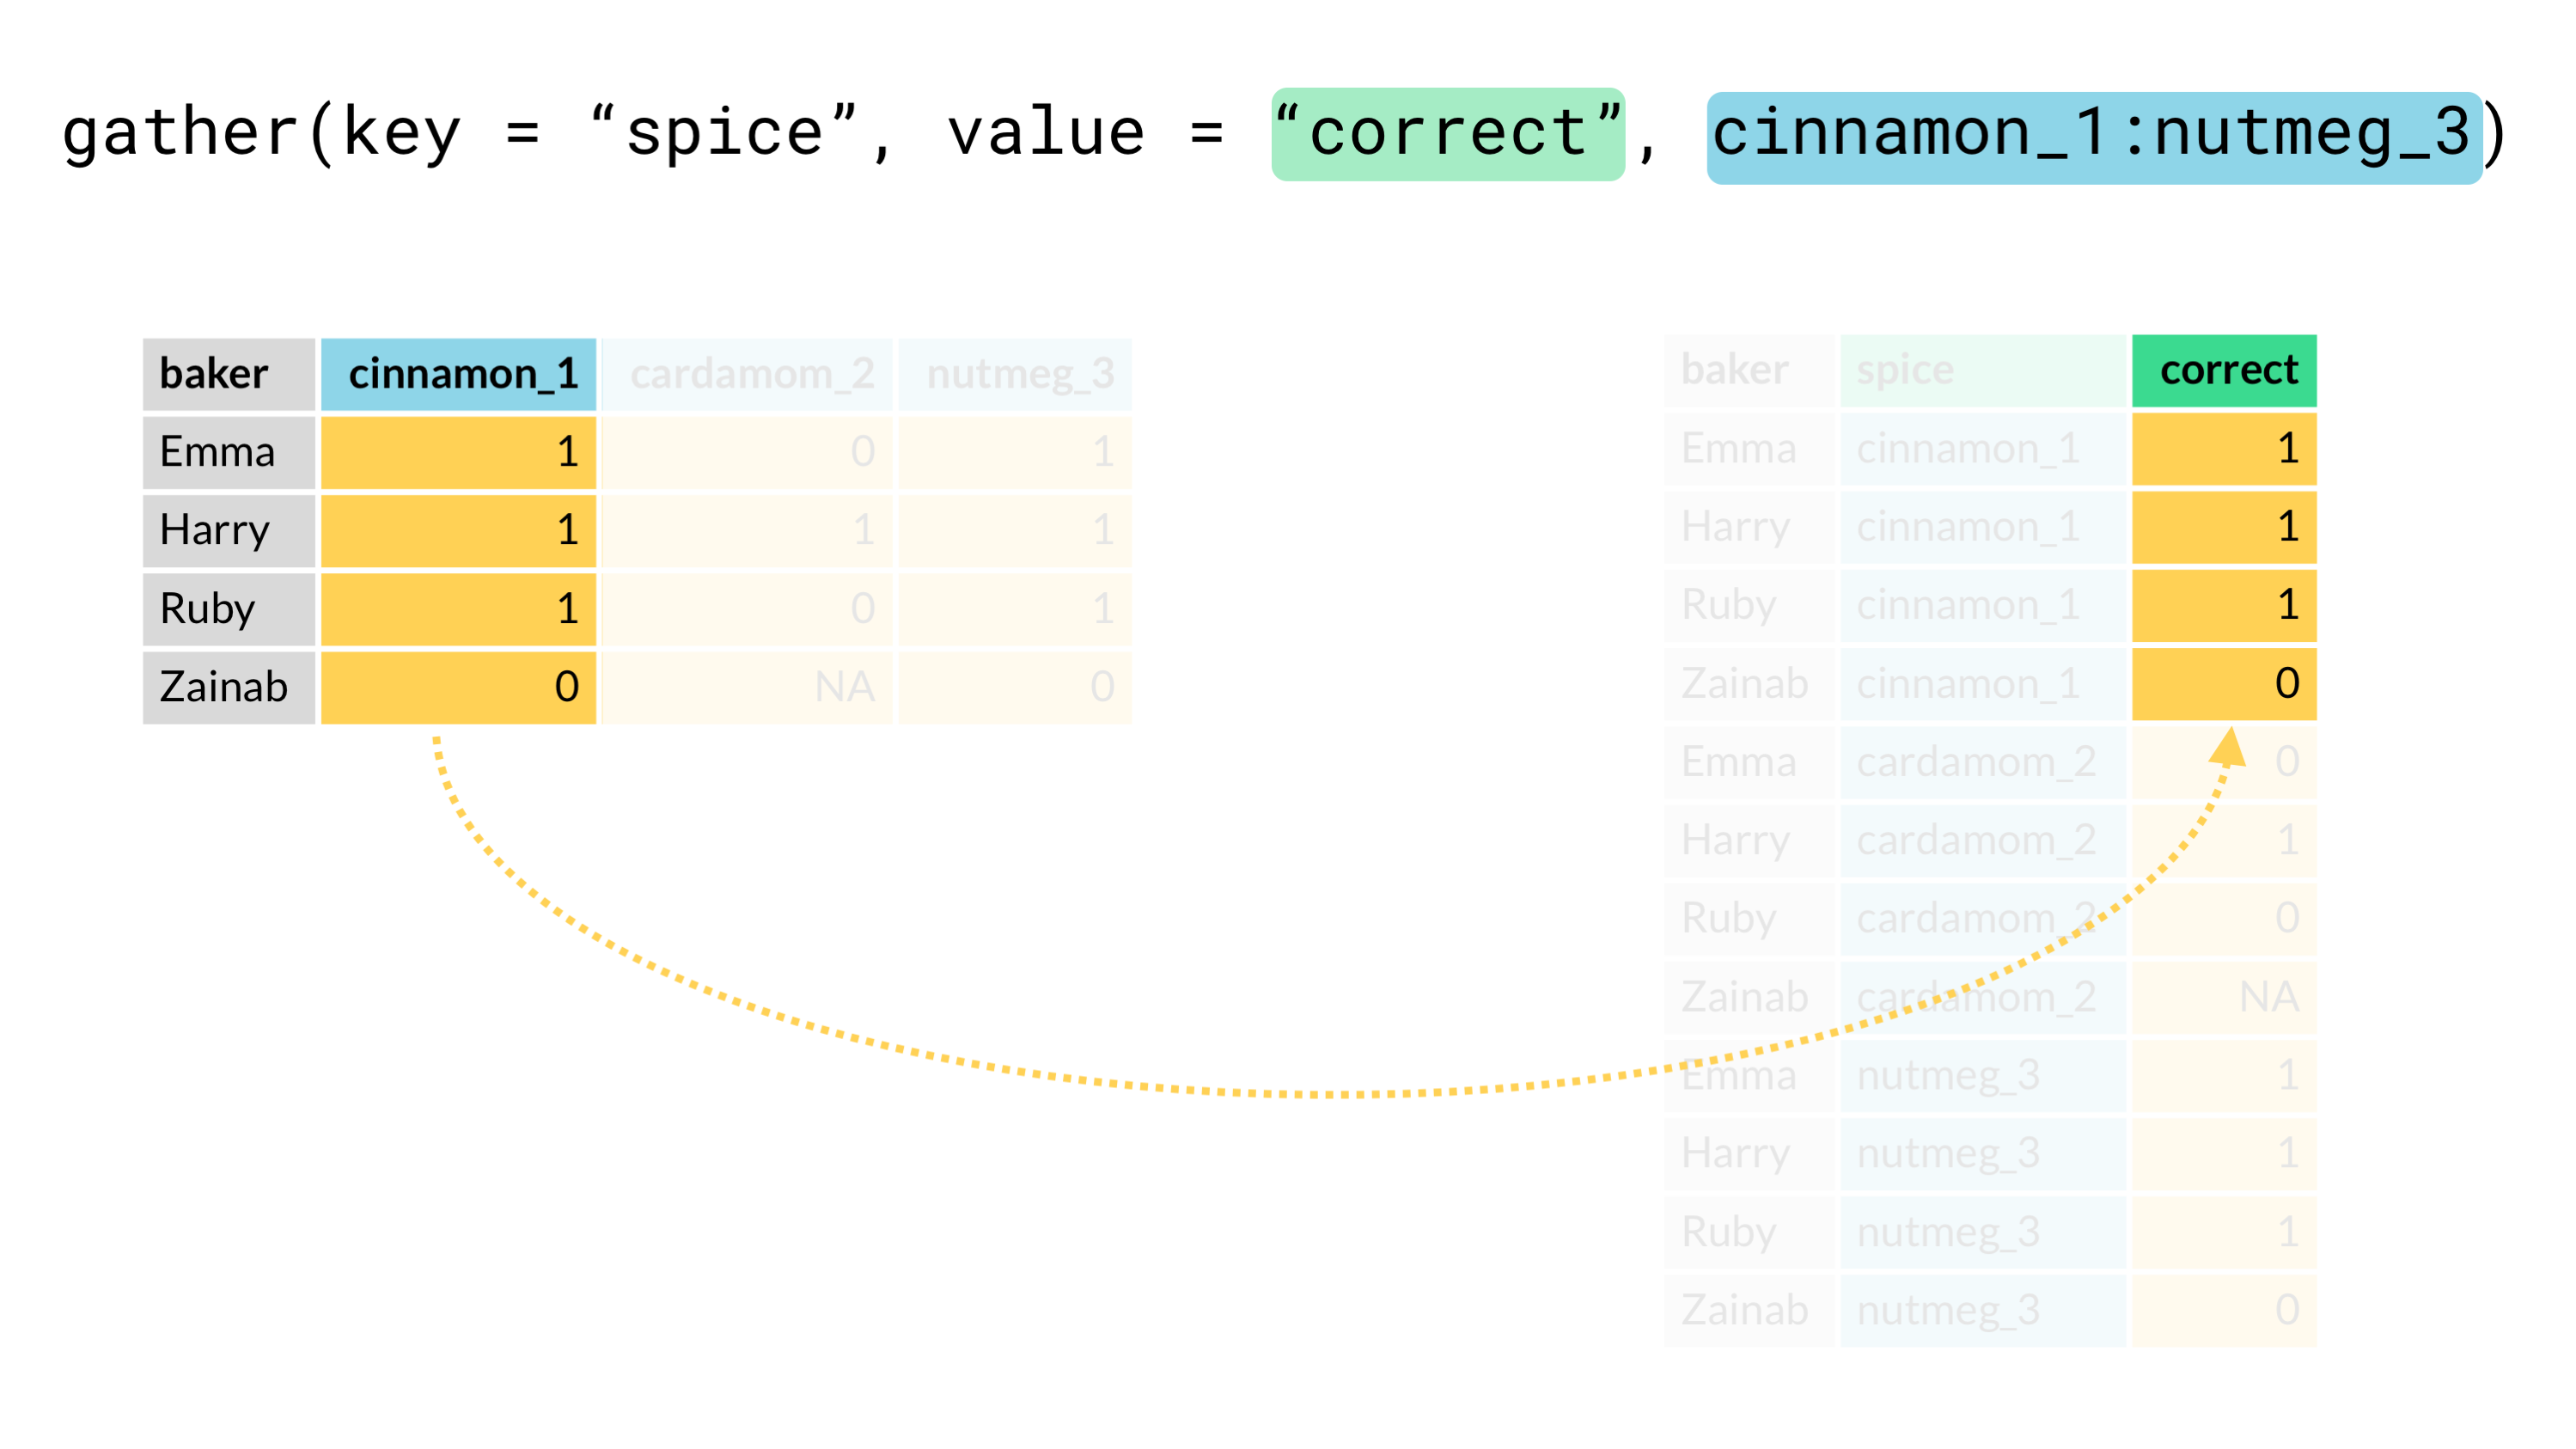 gather(key = “spice”, value = “correct”, cinnamon_1:nutmeg_3)
baker cinnamon_1 cardamom_2 nutmeg_3
Emma 1 0 1
Harry 1 1 1
Ruby 1 0 1
Zainab 0 NA 0
baker spice correct
Emma cinnamon_1 1
Harry cinnamon_1 1
Ruby cinnamon_1 1
Zainab cinnamon_1 0
Emma cardamom_2 0
Harry cardamom_2 1
Ruby cardamom_2 0
Zainab cardamom_2 NA
Emma nutmeg_3 1
Harry nutmeg_3 1
Ruby nutmeg_3 1
Zainab nutmeg_3 0